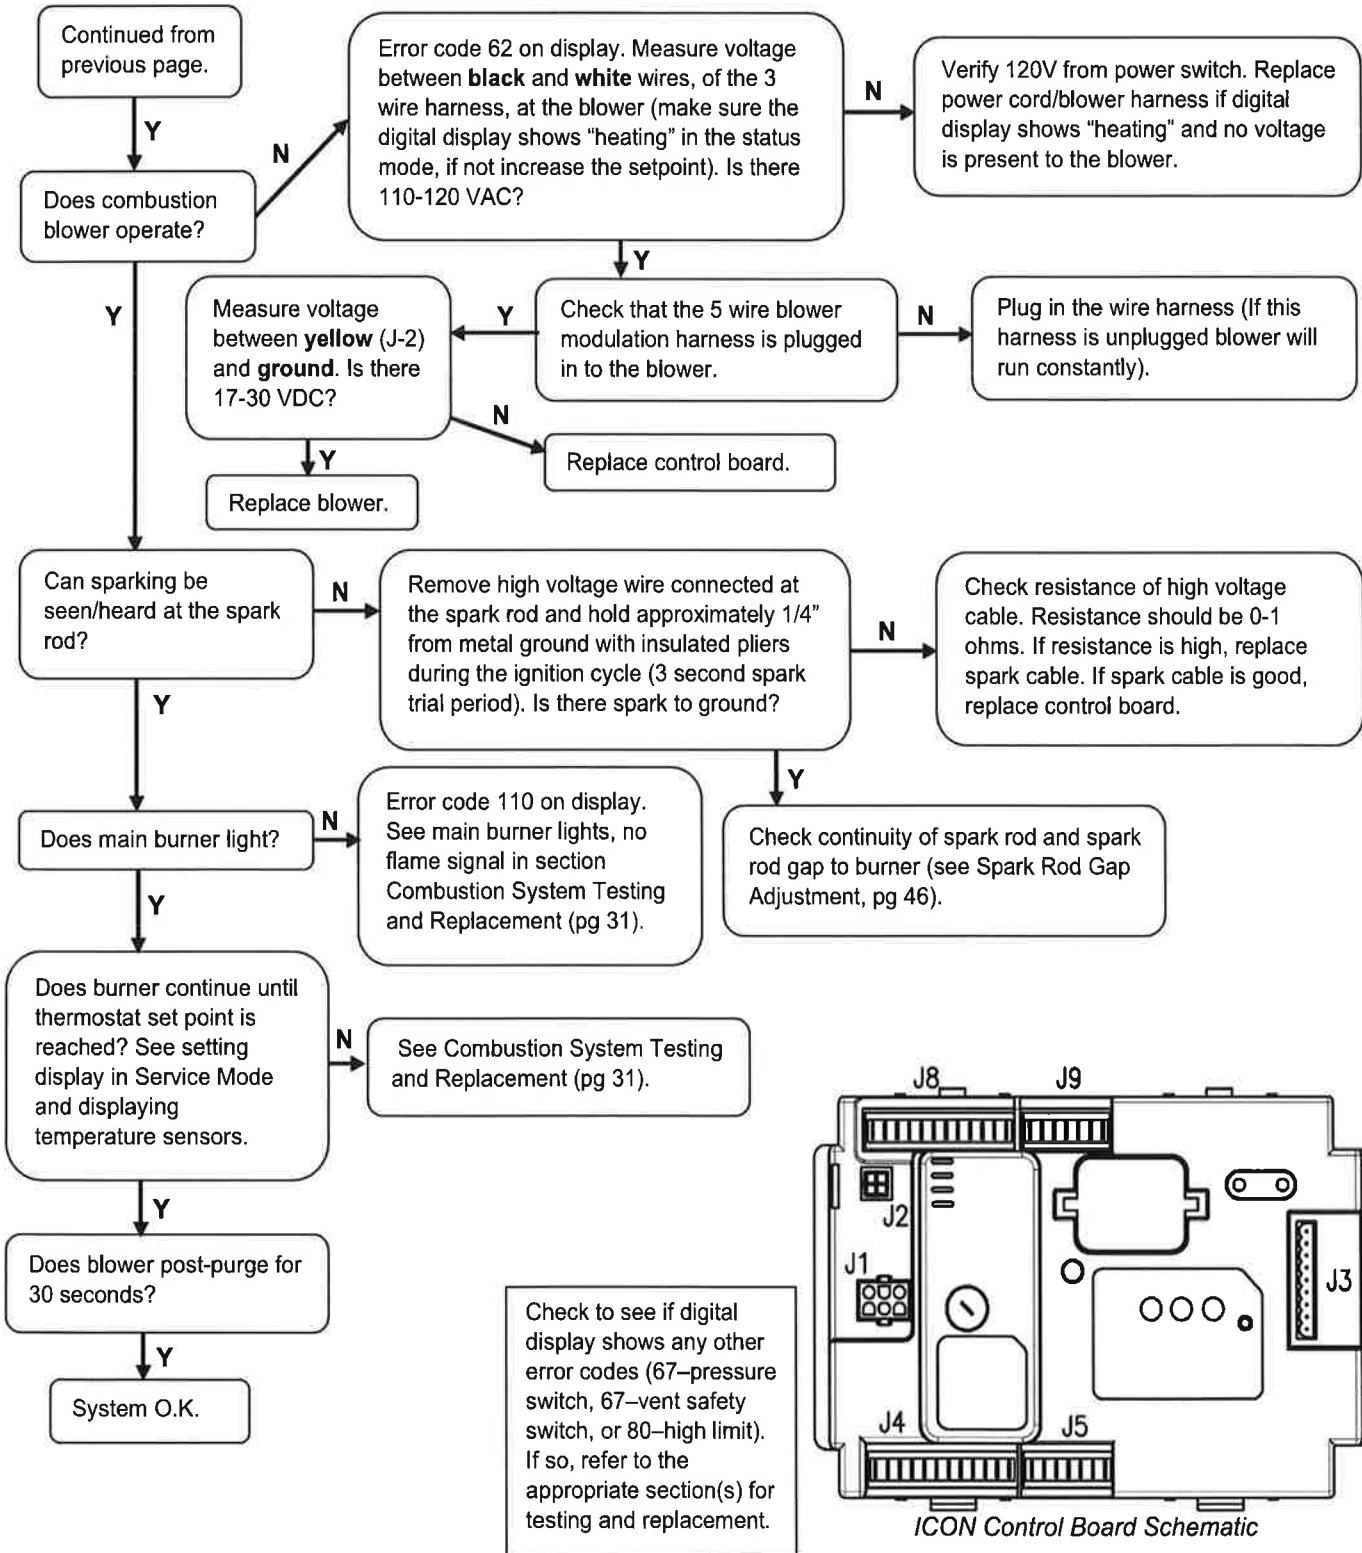 Continued from
previous page.
Y
Does combustion
blower operate?
N
Error code 62 on display. Measure voltage
between black and white wires, of the 3
wire harness, at the blower (make sure the
digital display shows “heating” in the status
mode, if not increase the setpoint). Is there
110-120 VAC?
N
Verify 120V from power switch. Replace
power cord/blower harness if digital
display shows “heating” and no voltage
is present to the blower.
Y
Check that the 5 wire blower
modulation harness is plugged
in to the blower.
N
Plug in the wire harness (If this
harness is unplugged blower will
run constantly).
Y
Measure voltage
between yellow (J-2)
and ground. Is there
17-30 VDC?
N
Replace control board.
Y
Replace blower.
Y
Can sparking be
seen/heard at the spark
rod?
N
Remove high voltage wire connected at
the spark rod and hold approximately 1/4”
from metal ground with insulated pliers
during the ignition cycle (3 second spark
trial period). Is there spark to ground?
N
Check resistance of high voltage
cable. Resistance should be 0-1
ohms. If resistance is high, replace
spark cable. If spark cable is good,
replace control board.
Y
Check continuity of spark rod and spark
rod gap to burner (see Spark Rod Gap
Adjustment, pg 46).
Y
Does main burner light?
N
Error code 110 on display.
See main burner lights, no
flame signal in section
Combustion System Testing
and Replacement (pg 31).
Y
Does burner continue until
thermostat set point is
reached? See setting
display in Service Mode
and displaying
temperature sensors.
N
See Combustion System Testing
and Replacement (pg 31).
Y
Does blower post-purge for
30 seconds?
Y
System O.K.
Check to see if digital
display shows any other
error codes (67–pressure
switch, 67–vent safety
switch, or 80–high limit).
If so, refer to the
appropriate section(s) for
testing and replacement.
J8
J9
J2
J1
J3
J4
J5
ICON Control Board Schematic